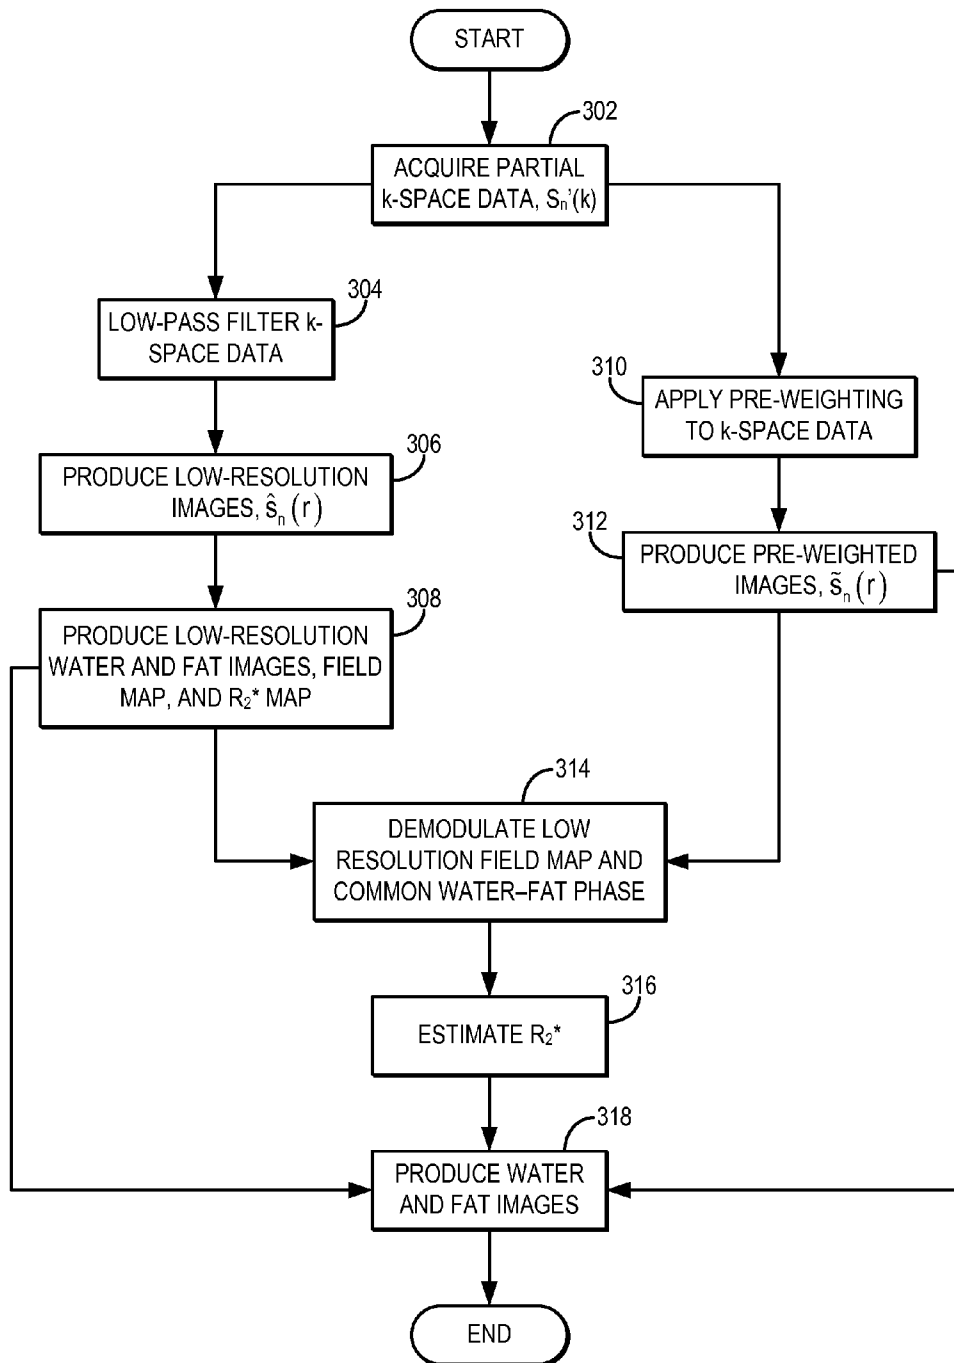 START
302
ACQUIRE PARTIAL
k-SPACE DATA, Sn'(k)
304
LOW-PASS FILTER k-
SPACE DATA
310
APPLY PRE-WEIGHTING
TO k-SPACE DATA
306
PRODUCE LOW-RESOLUTION
IMAGES, ŝn(r)
312
PRODUCE PRE-WEIGHTED
IMAGES, s̃n(r)
308
PRODUCE LOW-RESOLUTION
WATER AND FAT IMAGES, FIELD
MAP, AND R2* MAP
314
DEMODULATE LOW
RESOLUTION FIELD MAP AND
COMMON WATER–FAT PHASE
316
ESTIMATE R2*
318
PRODUCE WATER
AND FAT IMAGES
END